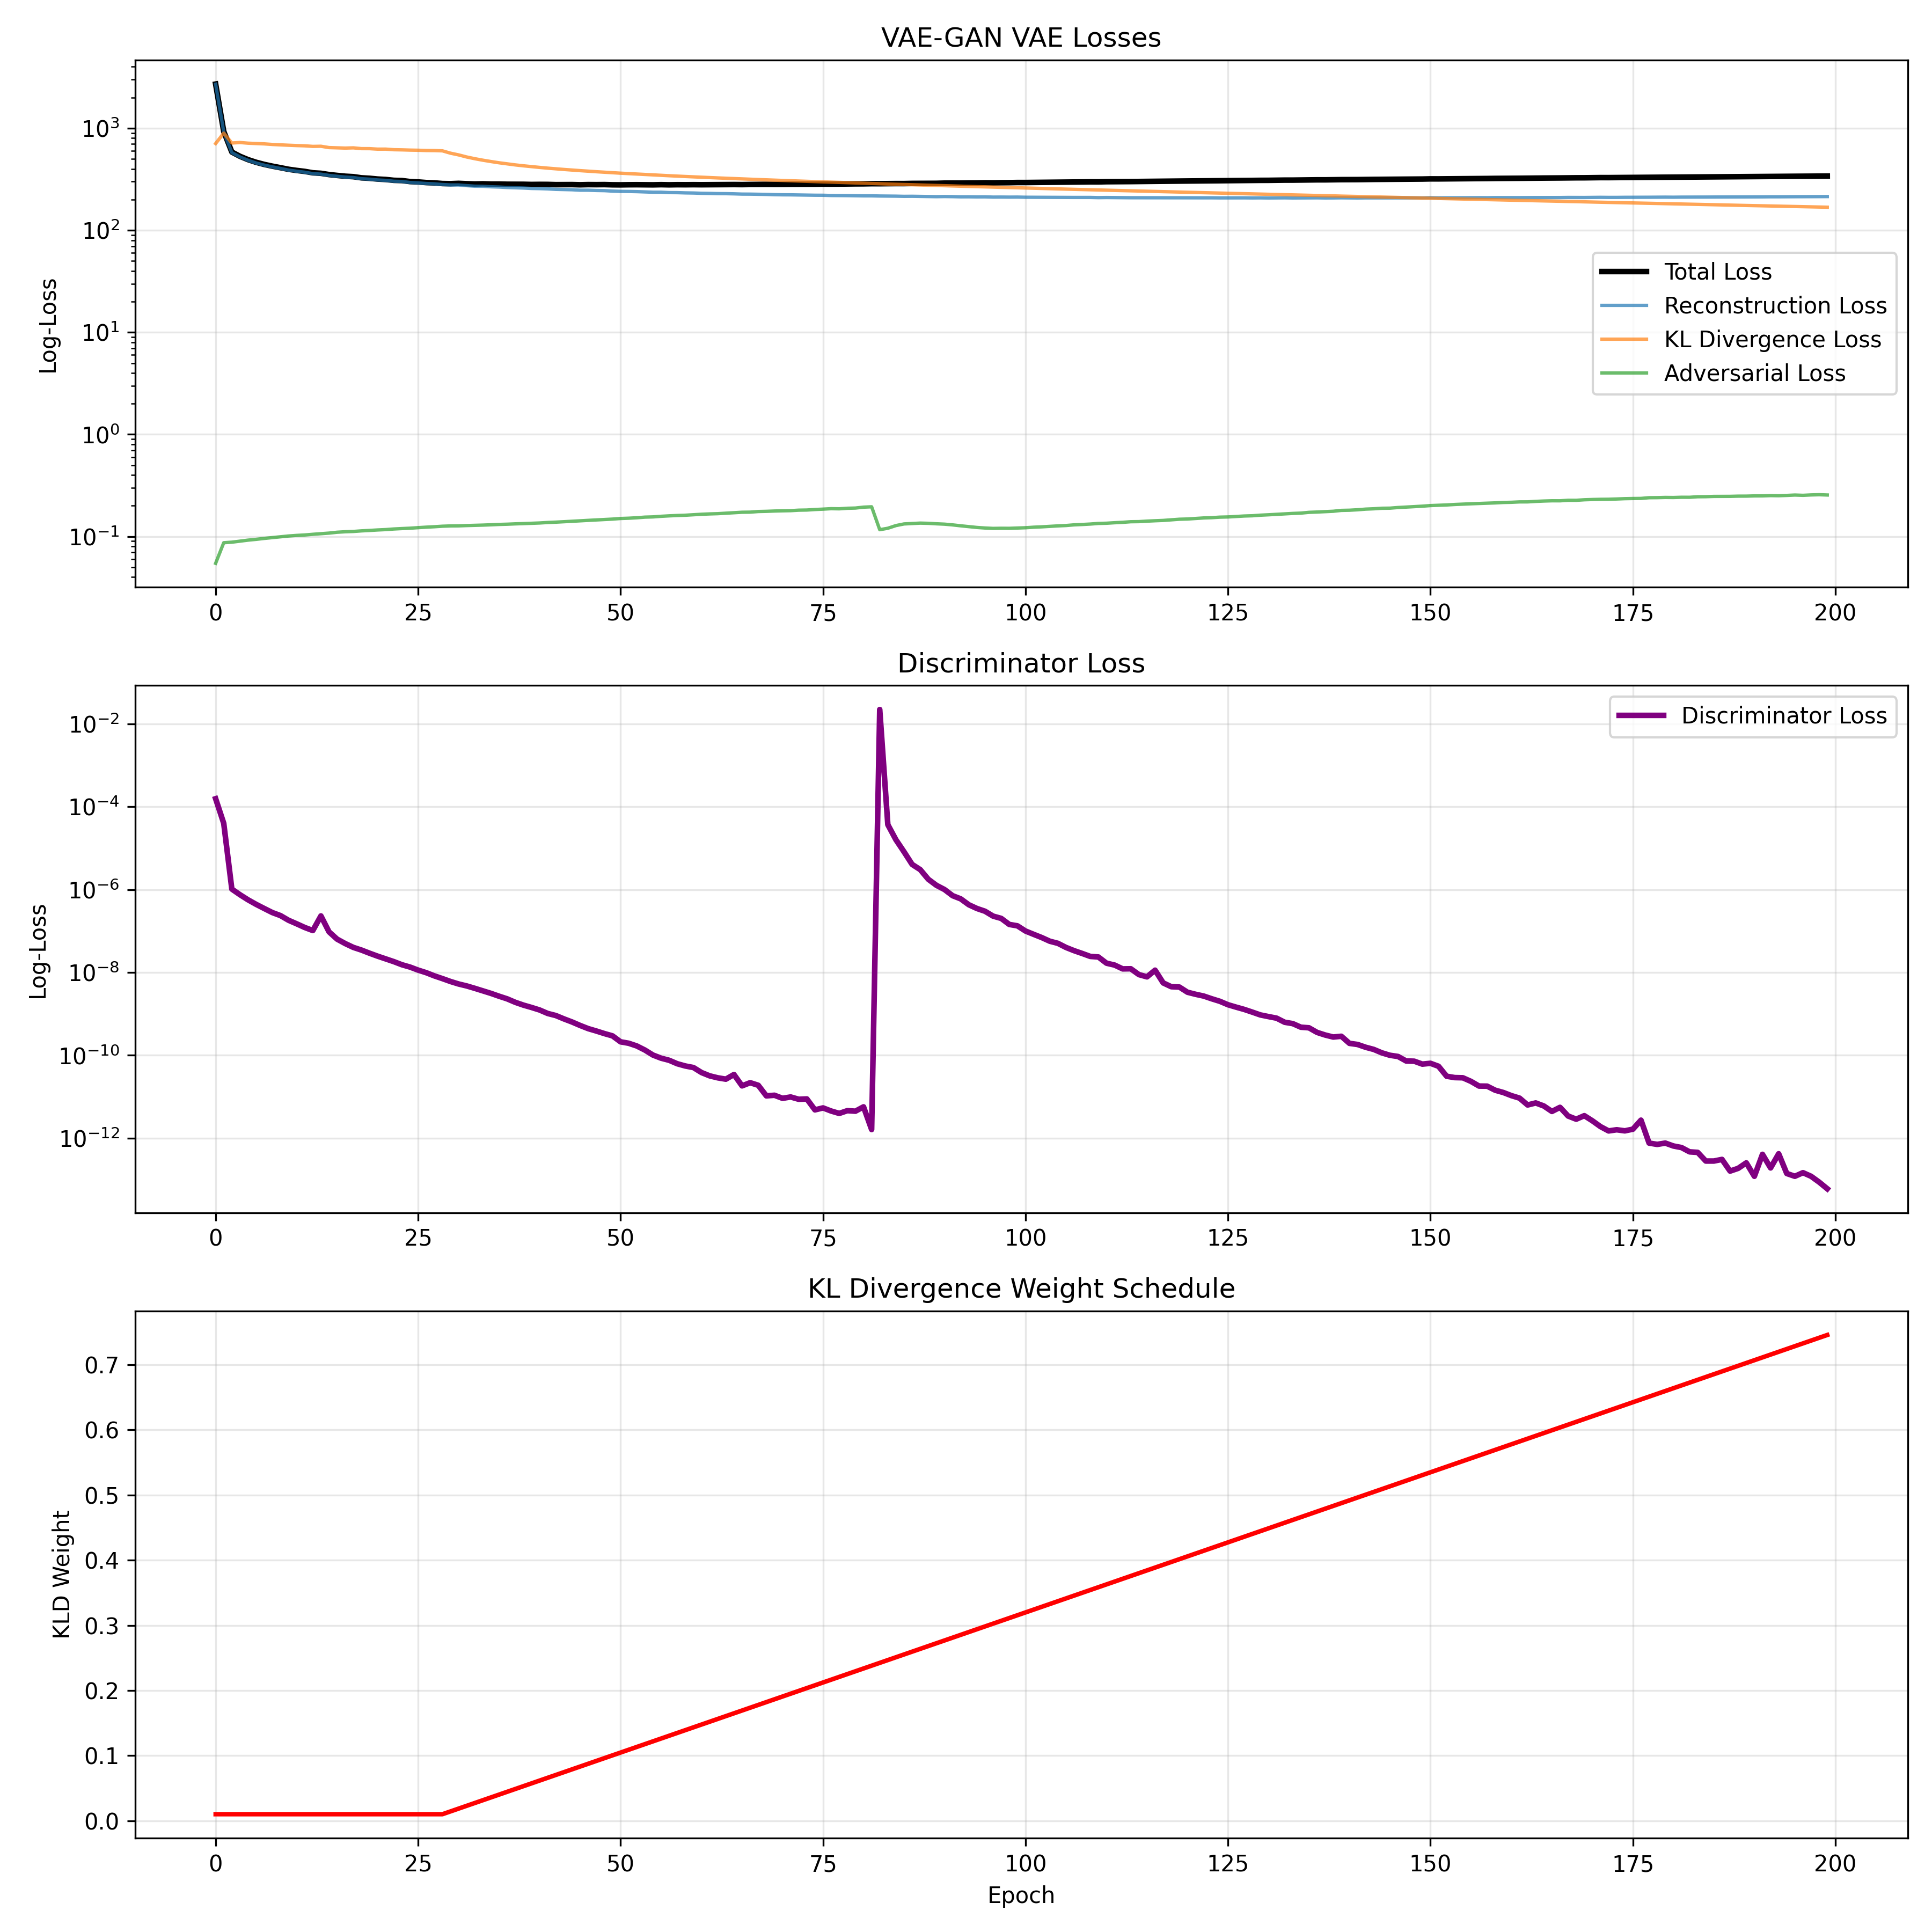 VAE-GAN VAE Losses
Log-Loss
10³
10²
10¹
10⁰
10⁻¹
Total Loss
Reconstruction Loss
KL Divergence Loss
Adversarial Loss
0 25 50 75 100 125 150 175 200
Discriminator Loss
Log-Loss
10⁻²
10⁻⁴
10⁻⁶
10⁻⁸
10⁻¹⁰
10⁻¹²
Discriminator Loss
0 25 50 75 100 125 150 175 200
KL Divergence Weight Schedule
KLD Weight
0.7
0.6
0.5
0.4
0.3
0.2
0.1
0.0
0 25 50 75 100 125 150 175 200
Epoch